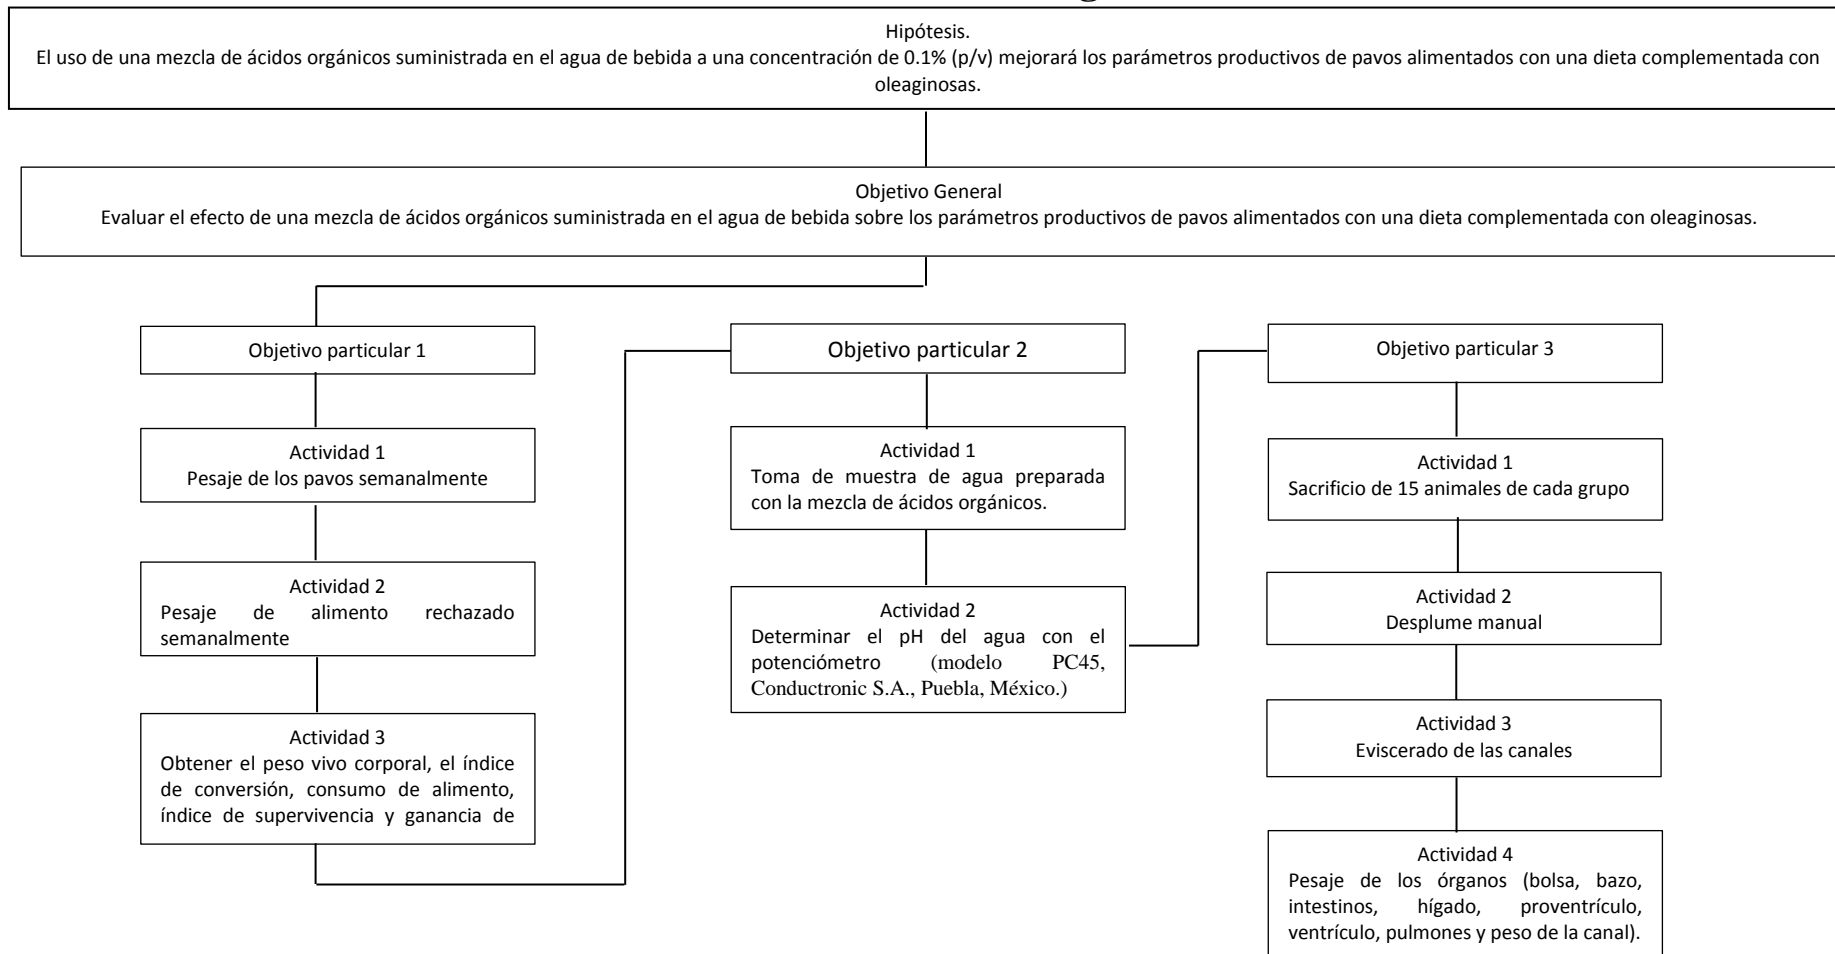 Hipótesis.
El uso de una mezcla de ácidos orgánicos suministrada en el agua de bebida a una concentración de 0.1% (p/v) mejorará los parámetros productivos de pavos alimentados con una dieta complementada con
oleaginosas.
Objetivo General
Evaluar el efecto de una mezcla de ácidos orgánicos suministrada en el agua de bebida sobre los parámetros productivos de pavos alimentados con una dieta complementada con oleaginosas.
Objetivo particular 1
Actividad 1
Pesaje de los pavos semanalmente
Actividad 2
Pesaje de alimento rechazado
semanalmente
Actividad 3
Obtener el peso vivo corporal, el índice
de conversión, consumo de alimento,
índice de supervivencia y ganancia de
Objetivo particular 2
Actividad 1
Toma de muestra de agua preparada
con la mezcla de ácidos orgánicos.
Actividad 2
Determinar el pH del agua con el
potenciómetro (modelo PC45,
Conductronic S.A., Puebla, México.)
Objetivo particular 3
Actividad 1
Sacrificio de 15 animales de cada grupo
Actividad 2
Desplume manual
Actividad 3
Eviscerado de las canales
Actividad 4
Pesaje de los órganos (bolsa, bazo,
intestinos, hígado, proventrículo,
ventrículo, pulmones y peso de la canal).